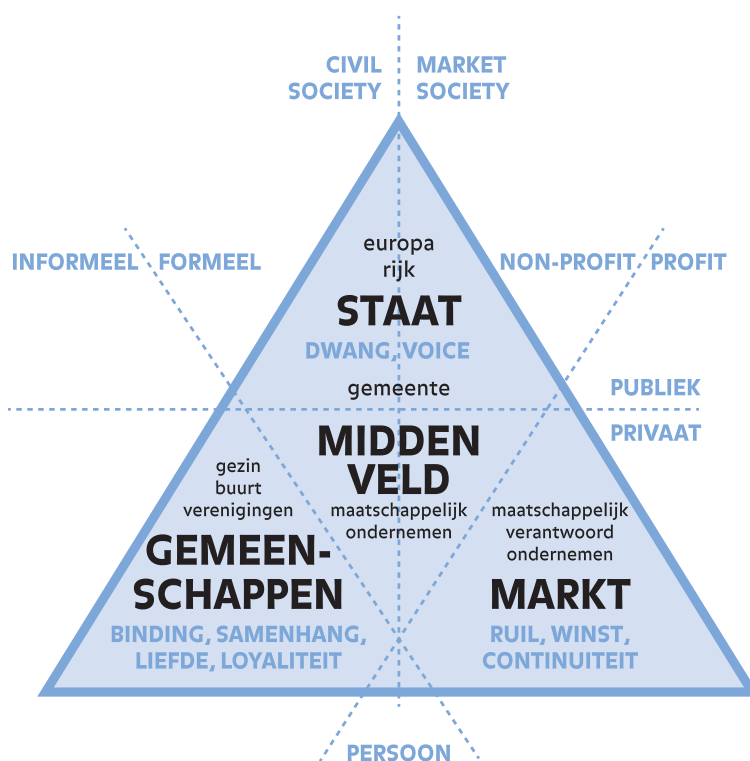 CIVIL
SOCIETY
MARKET
SOCIETY
INFORMEEL
FORMEEL
NON-PROFIT
PROFIT
europa
rijk
STAAT
DWANG, VOICE
gemeente
PUBLIEK
PRIVAAT
MIDDEN
VELD
maatschappelijk
ondernemen
gezin
buurt
verenigingen
GEMEEN-
SCHAPPEN
BINDING, SAMENHANG,
LIEFDE, LOYALITEIT
maatschappelijk
verantwoord
ondernemen
MARKT
RUIL, WINST,
CONTINUITEIT
PERSOON